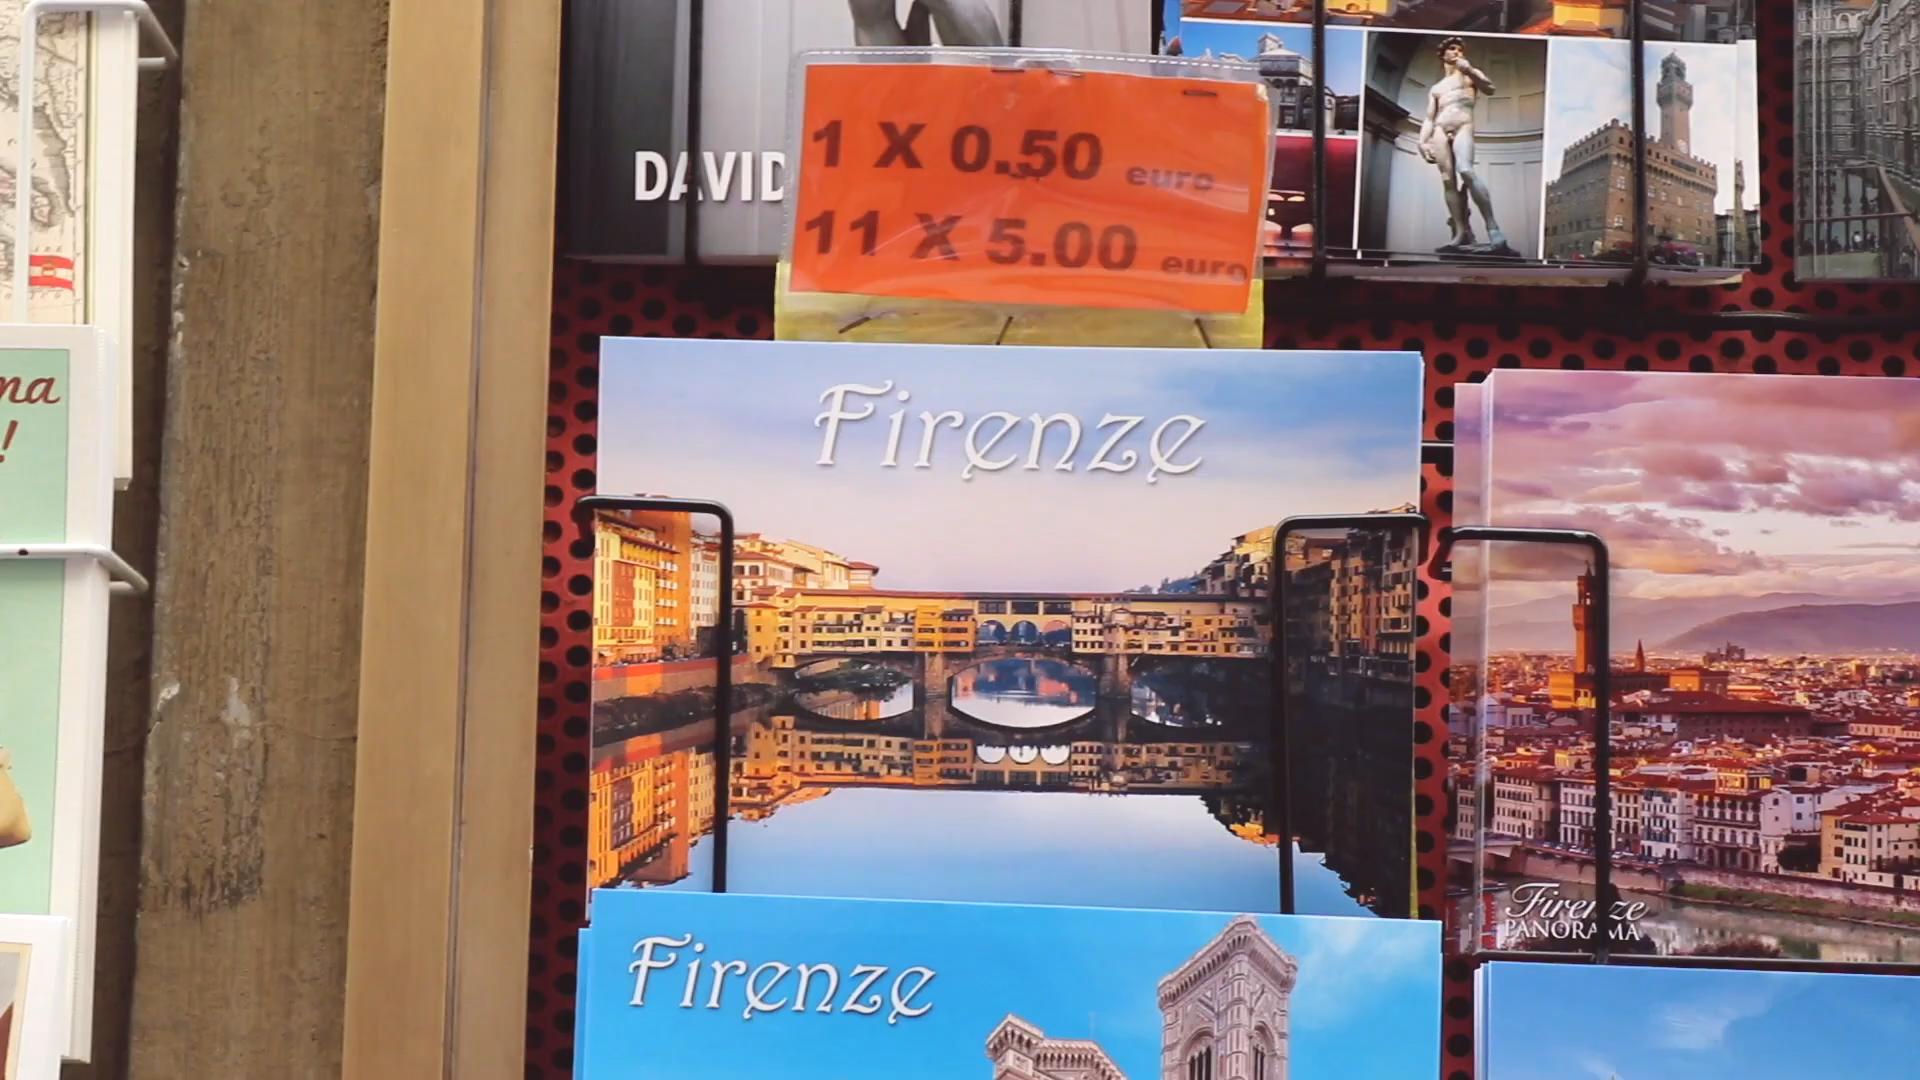 DAVID
1 X 0.50 euro
11 X 5.00 euro
Firenze
Firenze
PANORAMA
Firenze